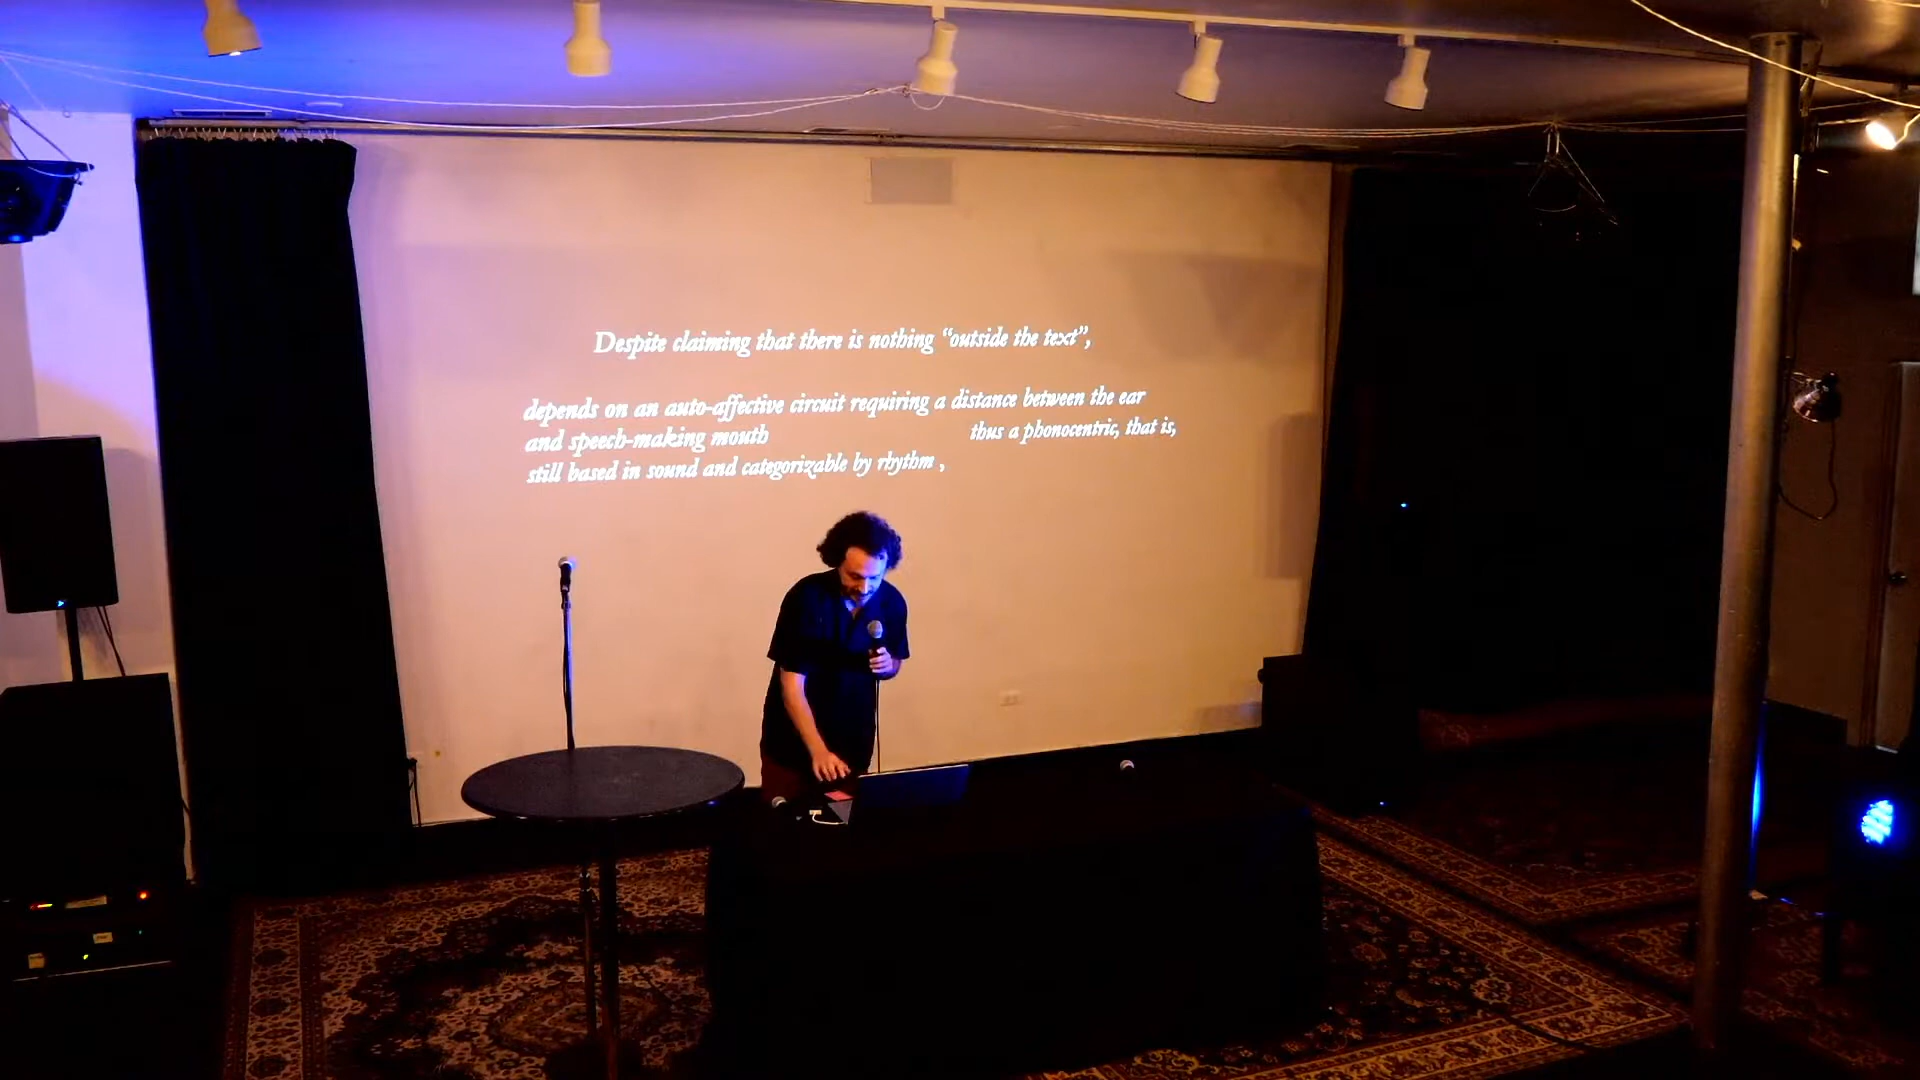 Despite claiming that there is nothing “outside the text”,
depends on an auto-affective circuit requiring a distance between the ear
and speech-making mouth thus a phonocentric, that is,
still based in sound and categorizable by rhythm ,